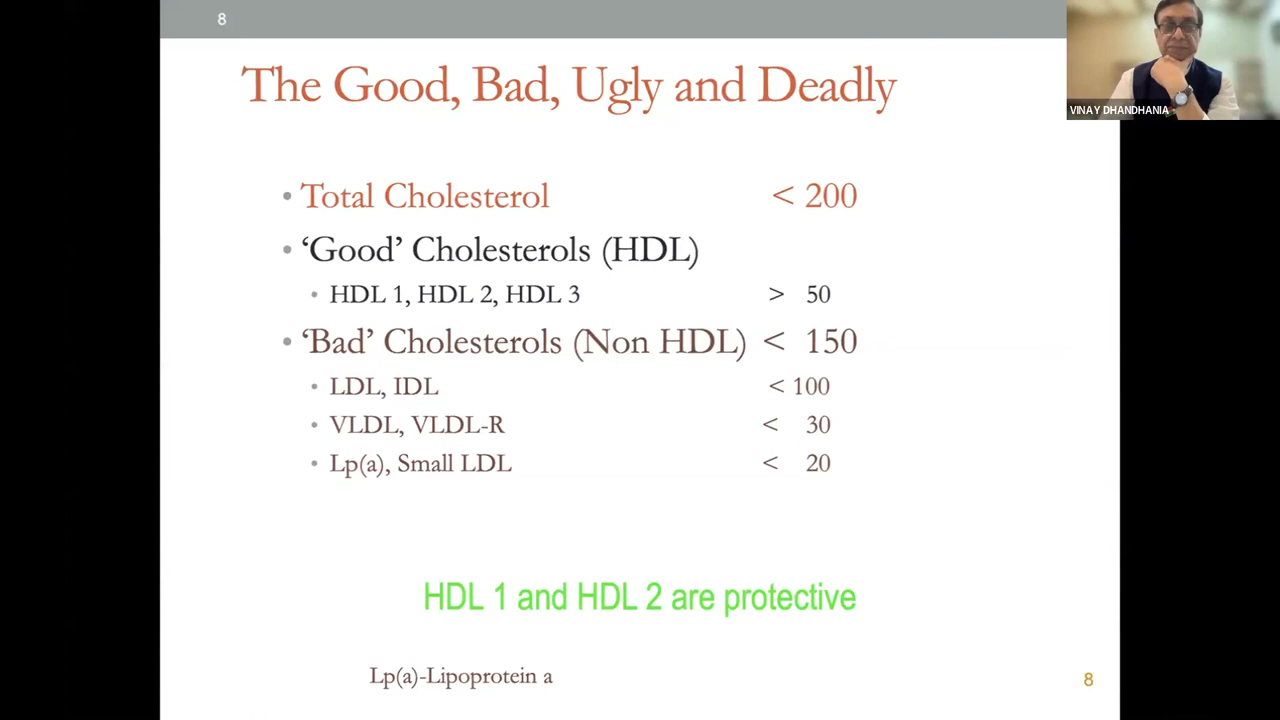 8
VINAY DHANDHANIA
The Good, Bad, Ugly and Deadly
• Total Cholesterol < 200
• ‘Good’ Cholesterols (HDL)
• HDL 1, HDL 2, HDL 3 > 50
• ‘Bad’ Cholesterols (Non HDL) < 150
• LDL, IDL < 100
• VLDL, VLDL-R < 30
• Lp(a), Small LDL < 20
HDL 1 and HDL 2 are protective
Lp(a)-Lipoprotein a
8